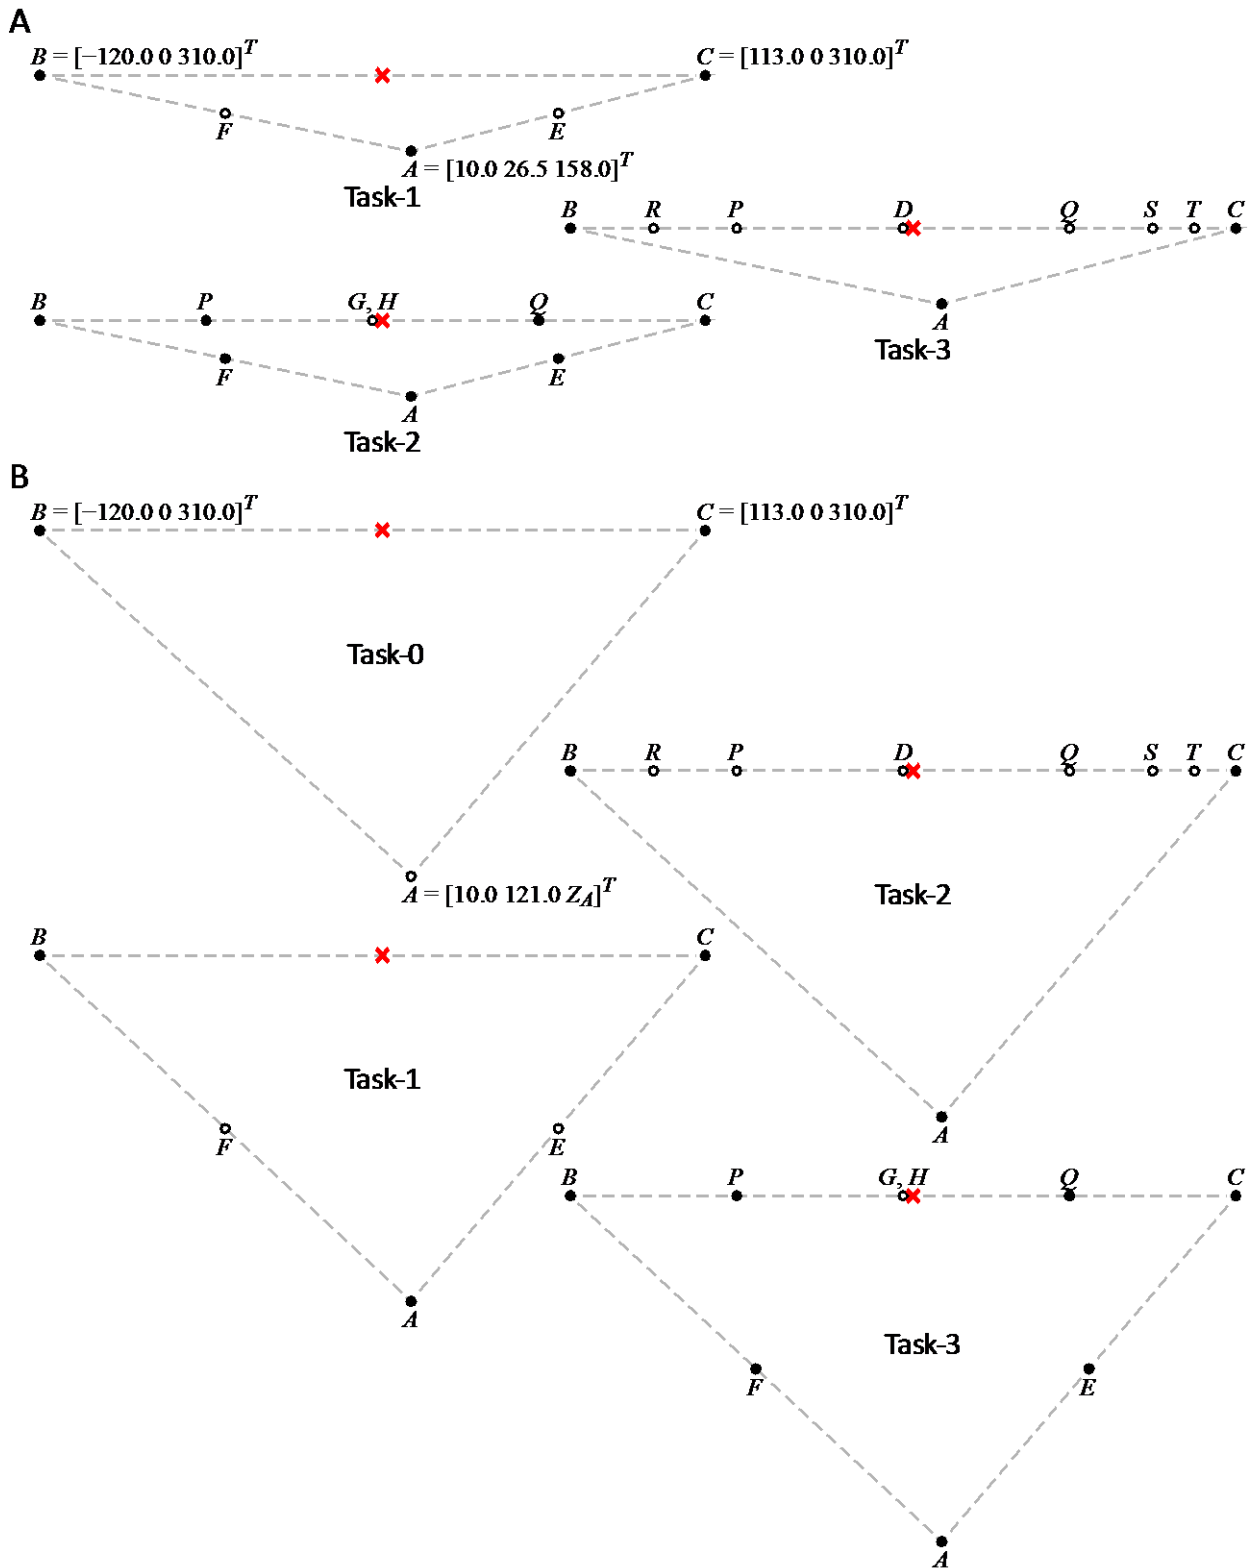 A
B = [−120.0 0 310.0]^T
C = [113.0 0 310.0]^T
F
E
A = [10.0 26.5 158.0]^T
Task-1
B R P D Q S T C
A
Task-3
B P G, H Q C
F E
A
Task-2
B
B = [−120.0 0 310.0]^T
C = [113.0 0 310.0]^T
Task-0
A = [10.0 121.0 Z_A]^T
B R P D Q S T C
Task-2
A
B C
Task-1
F E
A
B P G, H Q C
Task-3
F E
A